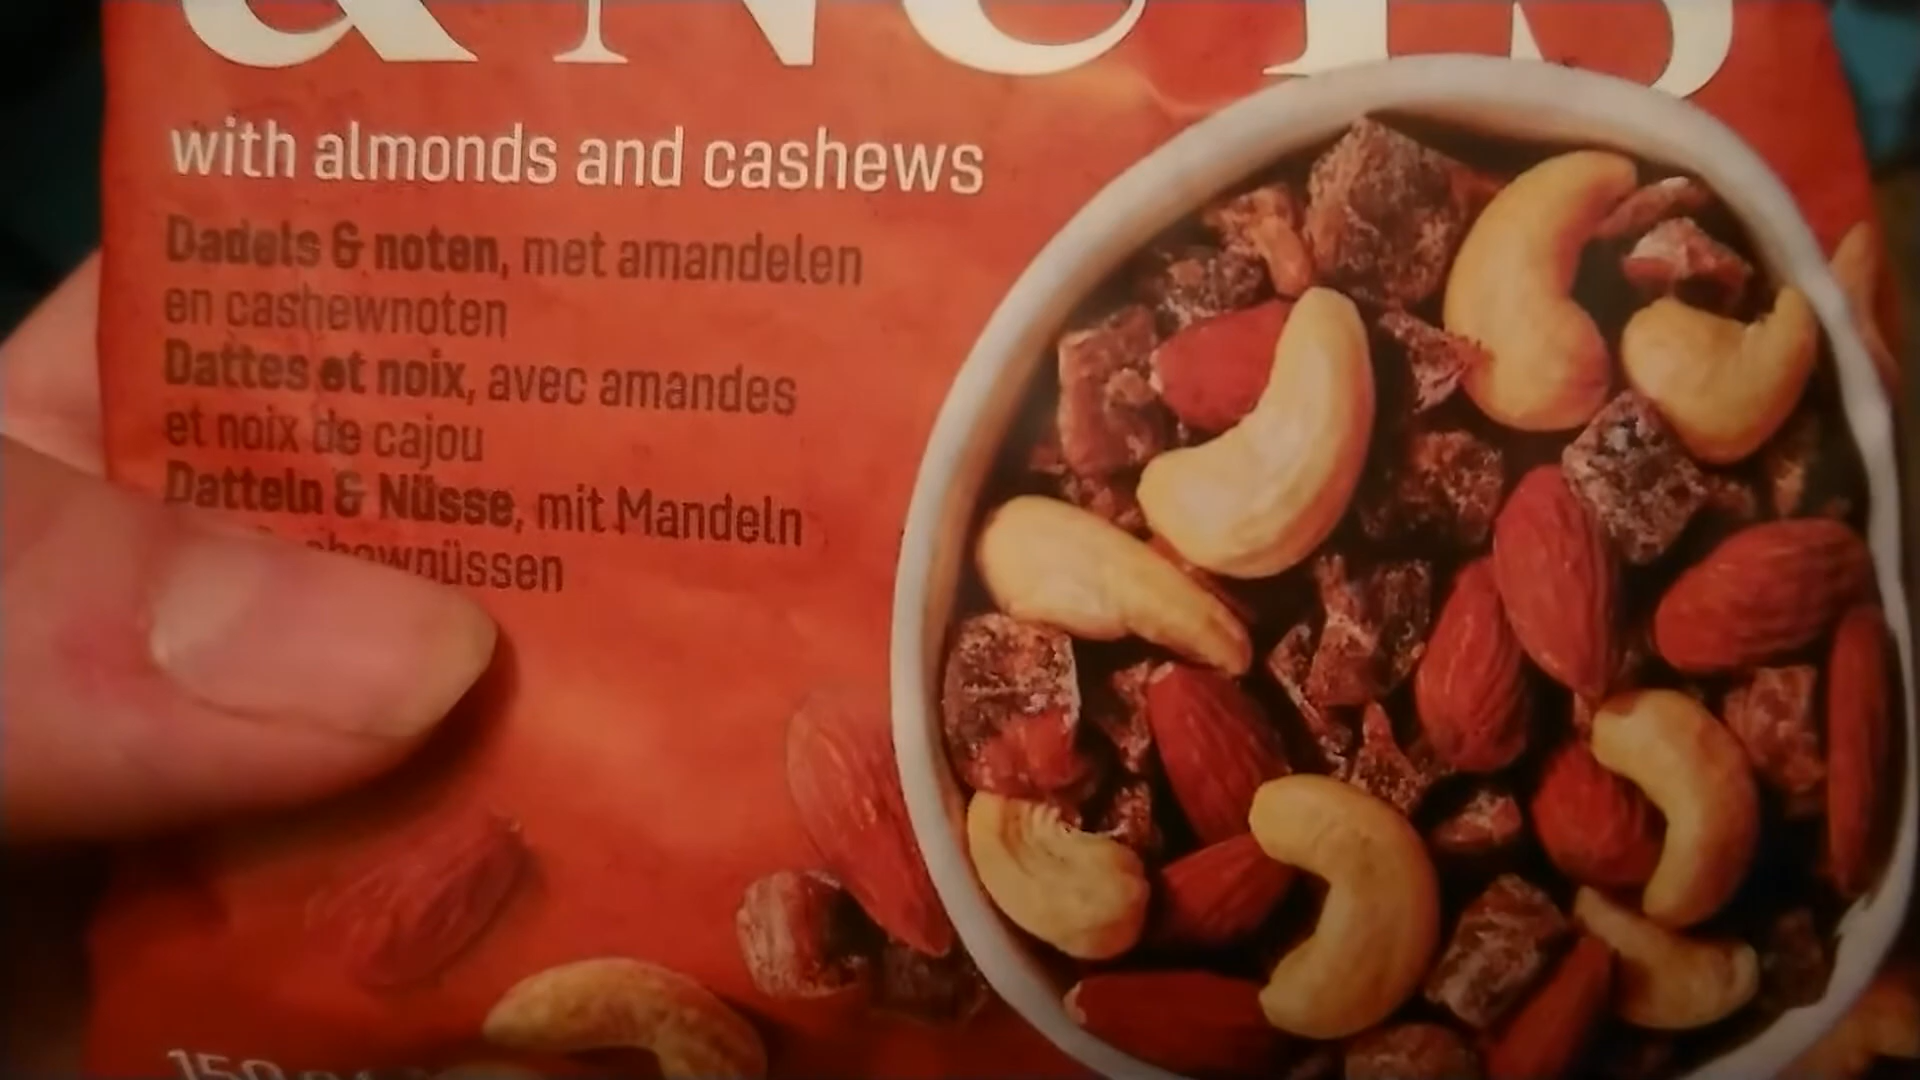 & NUTS
with almonds and cashews
Dadels & noten, met amandelen
en cashewnoten
Dattes et noix, avec amandes
et noix de cajou
Datteln & Nüsse, mit Mandeln
150 g